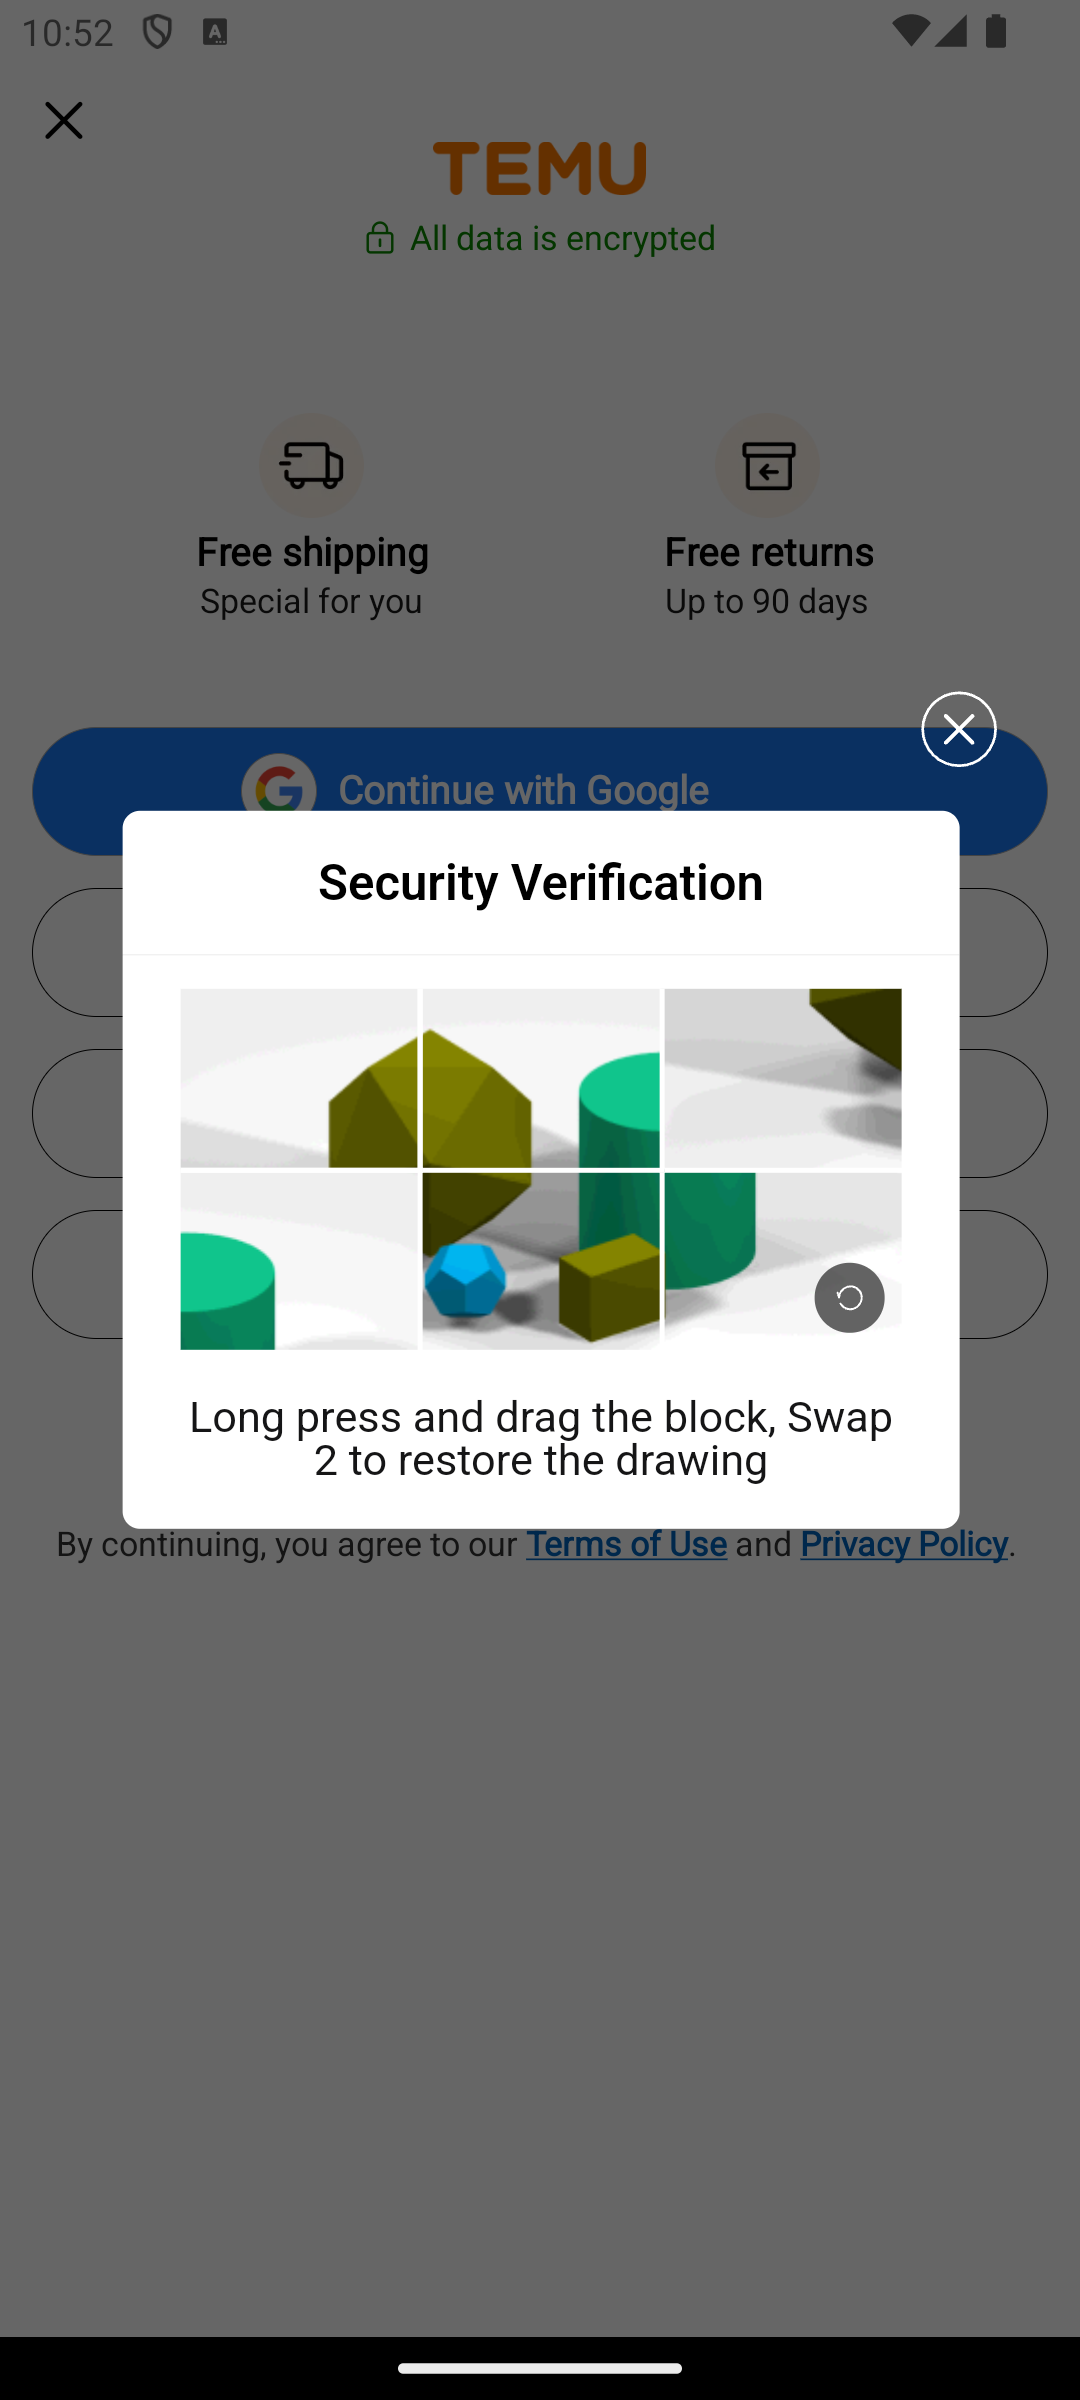 10:52
TEMU
All data is encrypted
Free shipping
Free returns
Special for you
Up to 90 days
Continue with Google
Security Verification
Long press and drag the block, Swap
2 to restore the drawing
By continuing, you agree to our Terms of Use and Privacy Policy.